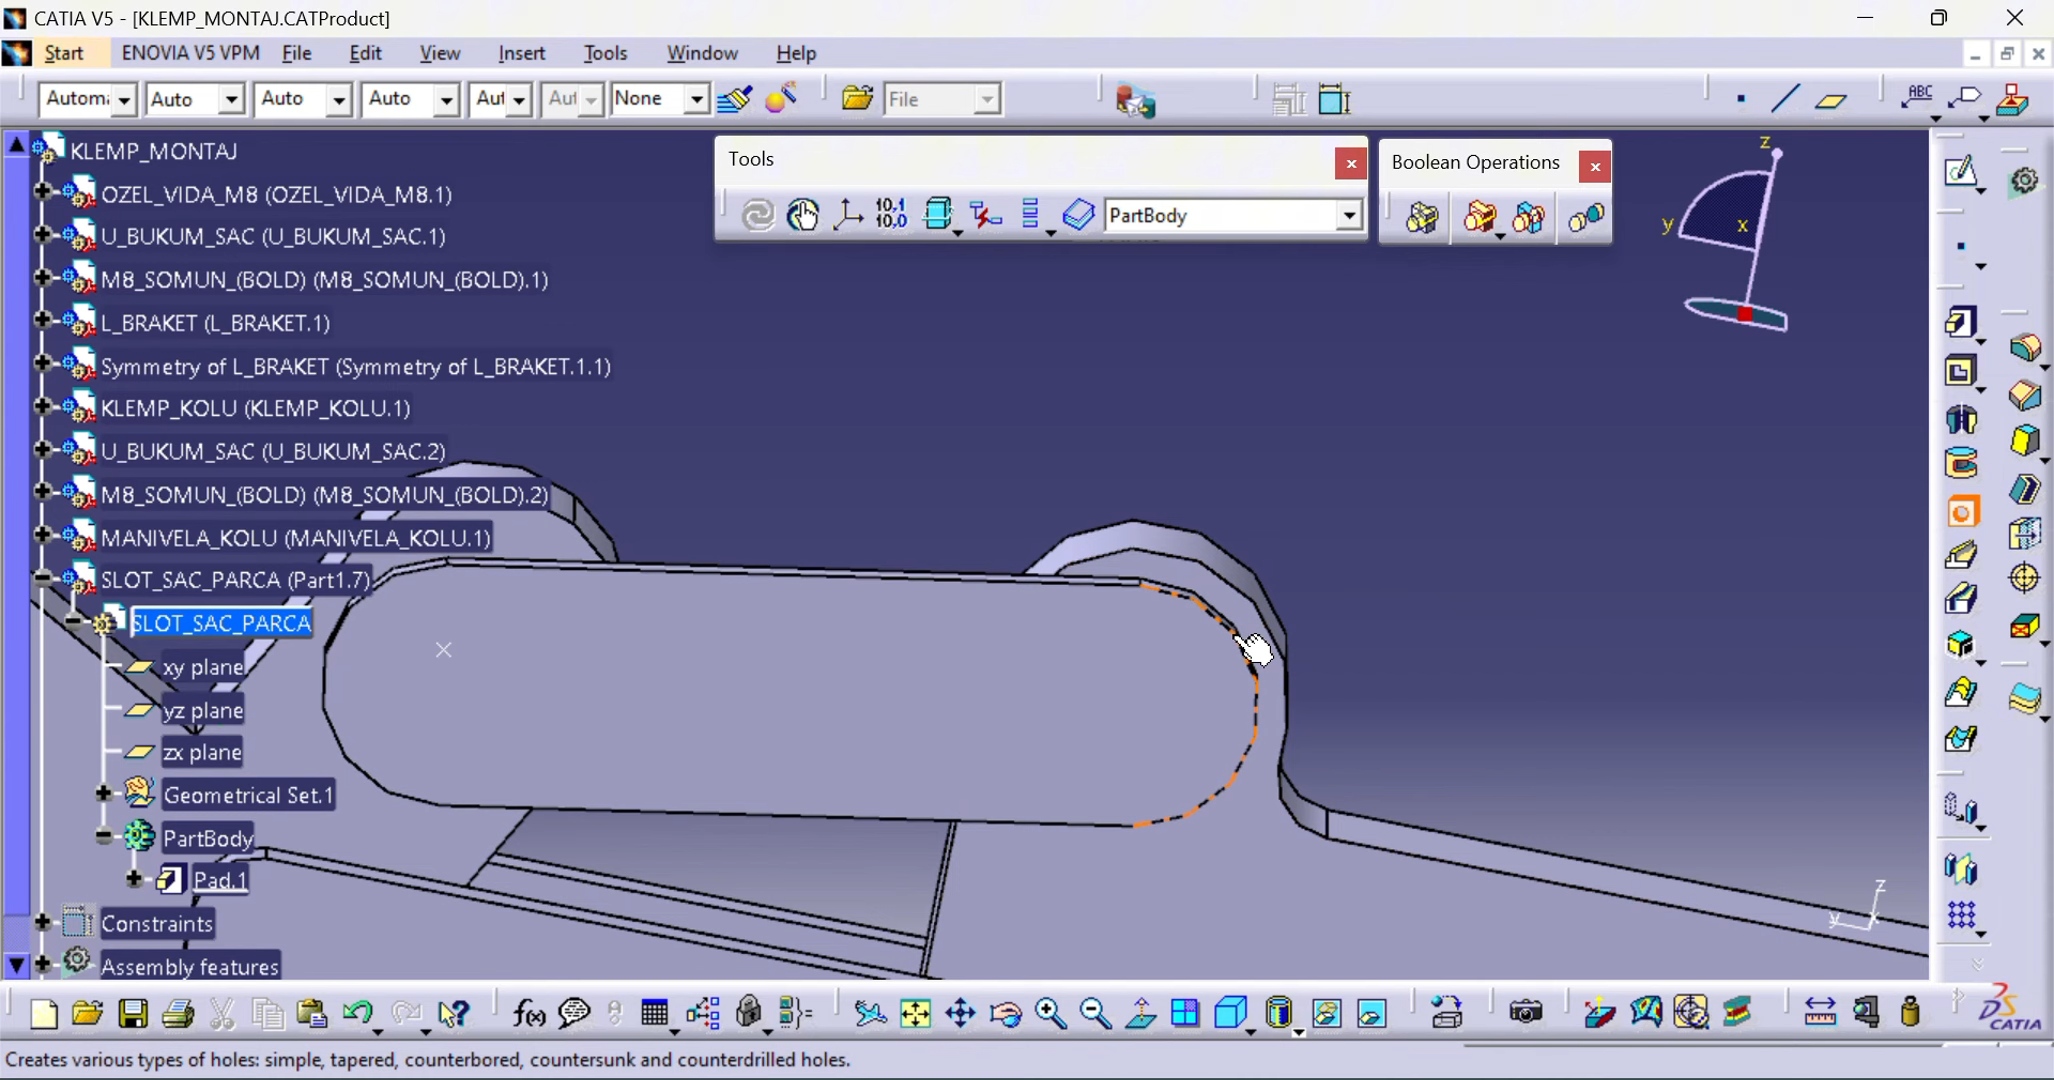 CATIA V5 - [KLEMP_MONTAJ.CATProduct]
Start ENOVIA V5 VPM File Edit View Insert Tools Window Help
Automa Auto Auto Auto Aut Aut None File ABC
KLEMP_MONTAJ
OZEL_VIDA_M8 (OZEL_VIDA_M8.1)
U_BUKUM_SAC (U_BUKUM_SAC.1)
M8_SOMUN_(BOLD) (M8_SOMUN_(BOLD).1)
L_BRAKET (L_BRAKET.1)
Symmetry of L_BRAKET (Symmetry of L_BRAKET.1.1)
KLEMP_KOLU (KLEMP_KOLU.1)
U_BUKUM_SAC (U_BUKUM_SAC.2)
M8_SOMUN_(BOLD) (M8_SOMUN_(BOLD).2)
MANIVELA_KOLU (MANIVELA_KOLU.1)
SLOT_SAC_PARCA (Part1.7)
SLOT_SAC_PARCA
xy plane
yz plane
zx plane
Geometrical Set.1
PartBody
Pad.1
Constraints
Assembly features
Tools
10,1
10,0
PartBody
Boolean Operations
z
y
x
z
y
x
f(x)
CATIA
Creates various types of holes: simple, tapered, counterbored, countersunk and counterdrilled holes.